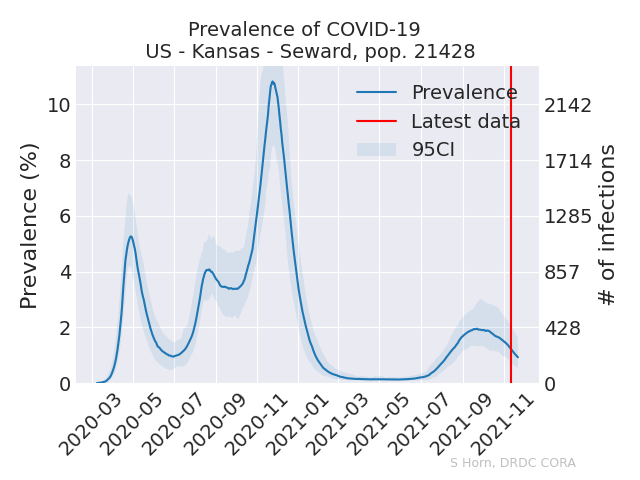 Prevalence of COVID-19
US - Kansas - Seward, pop. 21428
Prevalence
Latest data
95CI
Prevalence (%)
10
8
6
4
2
0
2142
1714
1285
857
428
0
# of infections
2020-03
2020-05
2020-07
2020-09
2020-11
2021-01
2021-03
2021-05
2021-07
2021-09
2021-11
S Horn, DRDC CORA